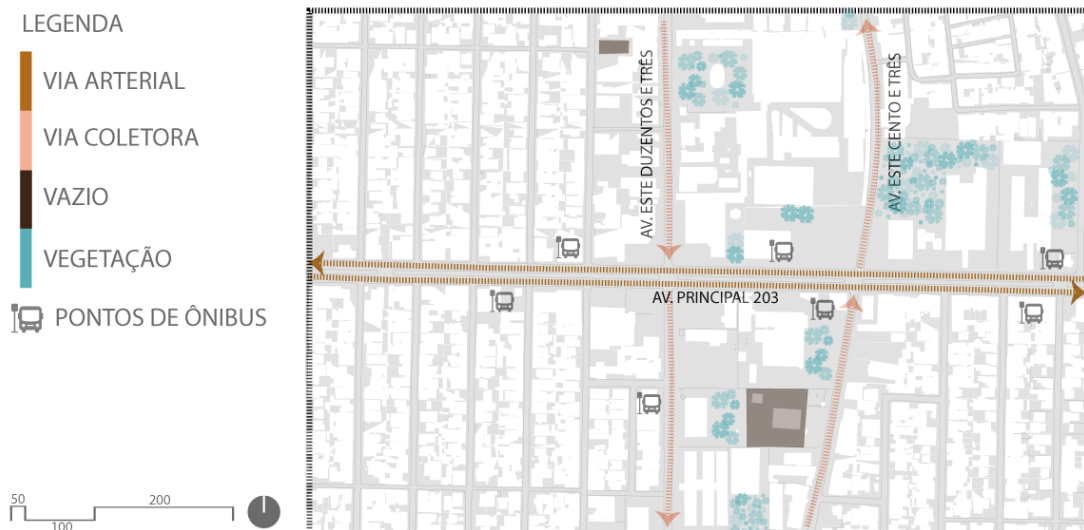 LEGENDA
VIA ARTERIAL
VIA COLETORA
VAZIO
VEGETAÇÃO
PONTOS DE ÔNIBUS
50
200
100
AV. ESTE DUZENTOS E TRÊS
AV. ESTE CENTO E TRÊS
AV. PRINCIPAL 203